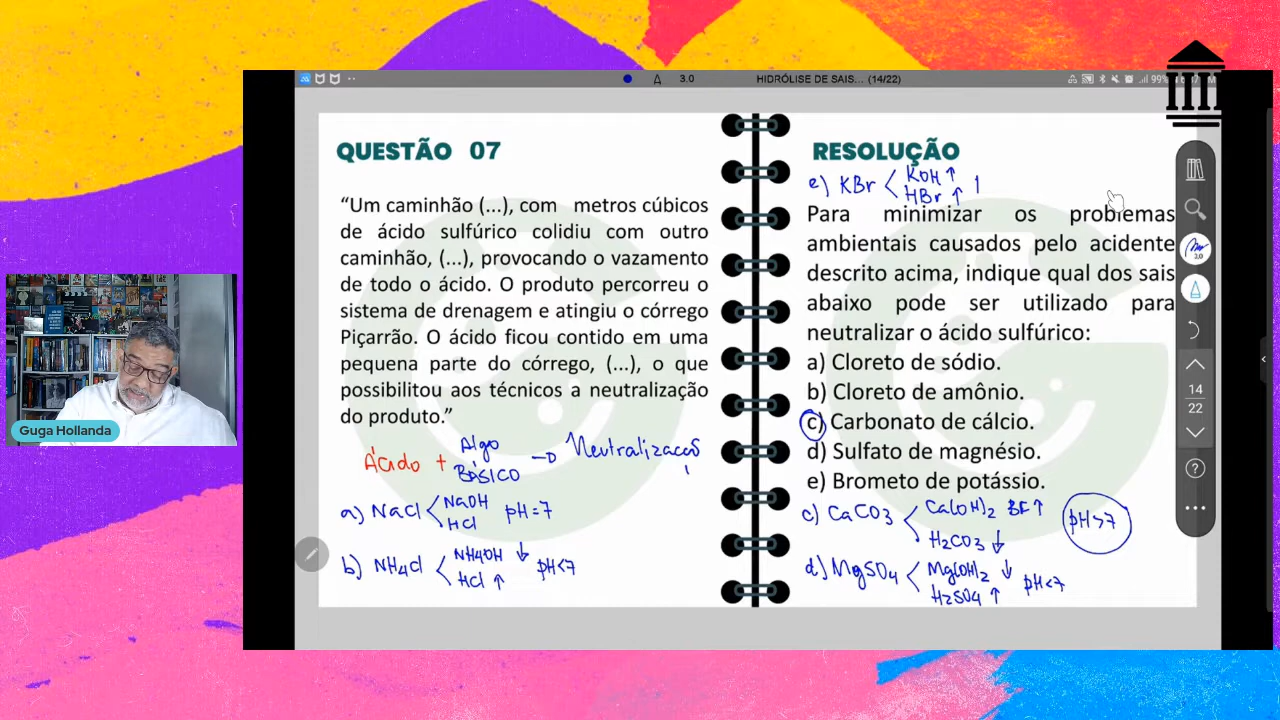 3.0
HIDRÓLISE DE SAIS... (14/22)
99%
QUESTÃO 07
“Um caminhão (...), com metros cúbicos
de ácido sulfúrico colidiu com outro
caminhão, (...), provocando o vazamento
de todo o ácido. O produto percorreu o
sistema de drenagem e atingiu o córrego
Piçarrão. O ácido ficou contido em uma
pequena parte do córrego, (...), o que
possibilitou aos técnicos a neutralização
do produto.”
Ácido + Algo BÁSICO → Neutralização
a) NaCl < NaOH HCl pH=7
b) NH4Cl < NH4OH ↓ HCl ↑ pH<7
RESOLUÇÃO
e) KBr < KOH ↑ HBr ↑
Para minimizar os problemas
ambientais causados pelo acidente
descrito acima, indique qual dos sais
abaixo pode ser utilizado para
neutralizar o ácido sulfúrico:
a) Cloreto de sódio.
b) Cloreto de amônio.
c) Carbonato de cálcio.
d) Sulfato de magnésio.
e) Brometo de potássio.
c) CaCO3 < Ca(OH)2 BF ↑ H2CO3 ↓ pH>7
d) MgSO4 < Mg(OH)2 ↓ H2SO4 ↑ pH<7
2.0
14
22
Guga Hollanda